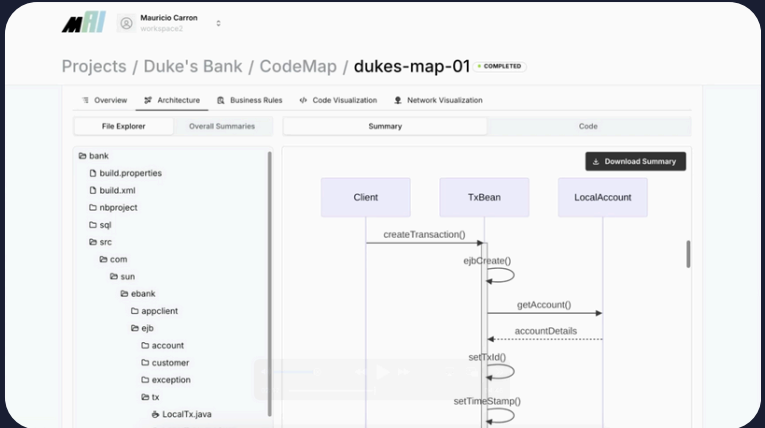 MAI
Mauricio Carron
workspace2
Projects / Duke's Bank / CodeMap / dukes-map-01 COMPLETED
Overview Architecture Business Rules Code Visualization Network Visualization
File Explorer Overall Summaries Summary Code
Download Summary
bank
build.properties
build.xml
nbproject
sql
src
com
sun
ebank
appclient
ejb
account
customer
exception
tx
LocalTx.java
Client TxBean LocalAccount
createTransaction()
ejbCreate()
getAccount()
accountDetails
setTxId()
setTimeStamp()